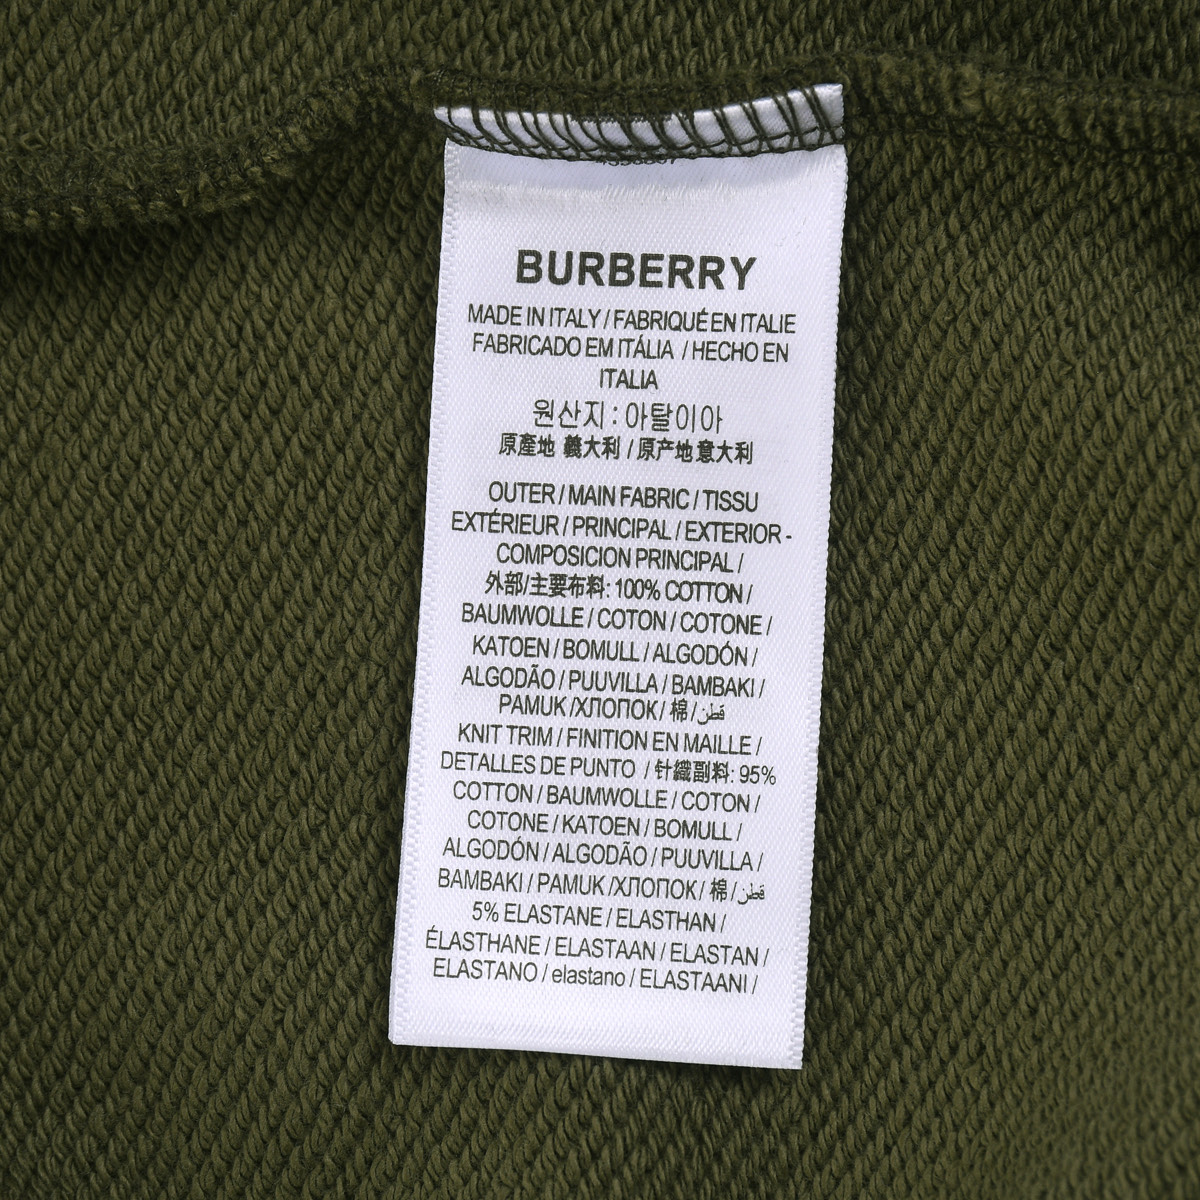 BURBERRY
MADE IN ITALY / FABRIQUÉ EN ITALIE
FABRICADO EM ITÁLIA / HECHO EN
ITALIA
원산지 : 아탈이아
原產地 義大利 / 原产地意大利
OUTER / MAIN FABRIC / TISSU
EXTÉRIEUR / PRINCIPAL / EXTERIOR -
COMPOSICION PRINCIPAL /
外部/主要布料: 100% COTTON /
BAUMWOLLE / COTON / COTONE /
KATOEN / BOMULL / ALGODÓN /
ALGODÃO / PUUVILLA / BAMBAKI /
PAMUK /ХЛОПОК/ 棉 / قطن
KNIT TRIM / FINITION EN MAILLE /
DETALLES DE PUNTO / 针織副料: 95%
COTTON / BAUMWOLLE / COTON /
COTONE / KATOEN / BOMULL /
ALGODÓN / ALGODÃO / PUUVILLA /
BAMBAKI / PAMUK /ХЛОПОК/ 棉 / قطن
5% ELASTANE / ELASTHAN /
ÉLASTHANE / ELASTAAN / ELASTAN /
ELASTANO / elastano / ELASTAANI /